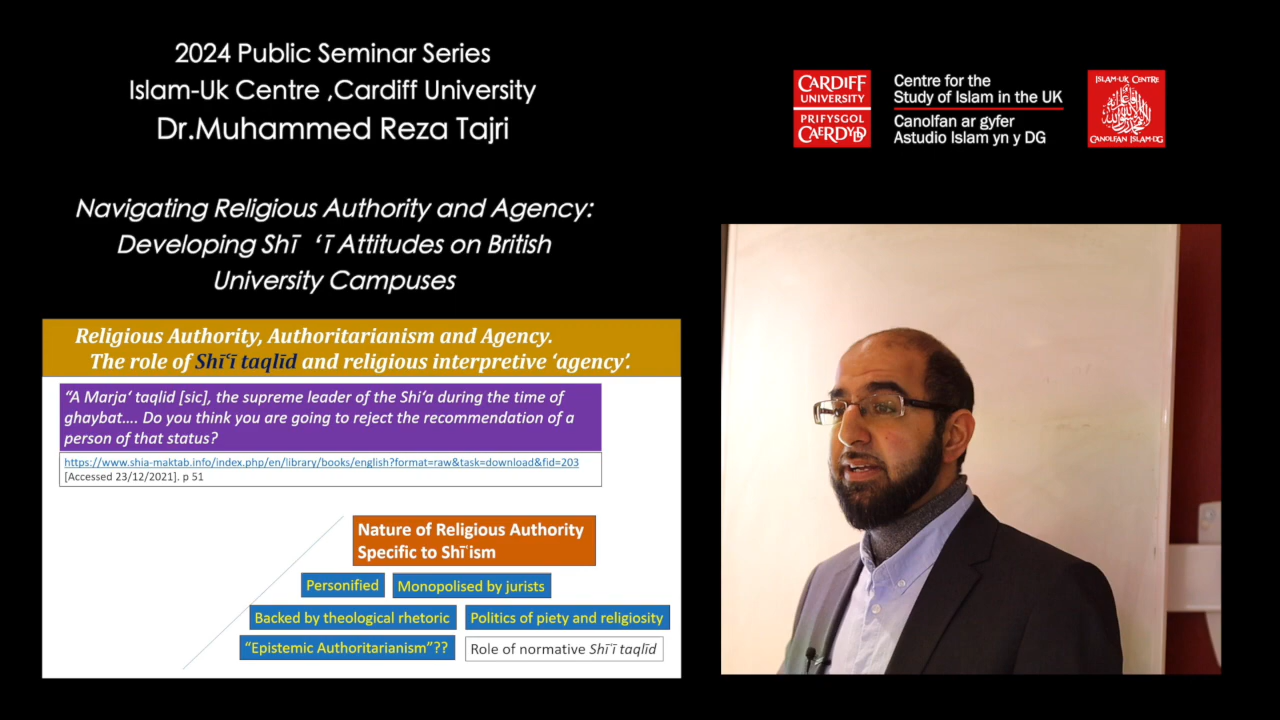 2024 Public Seminar Series
Islam-Uk Centre ,Cardiff University
Dr.Muhammed Reza Tajri
Navigating Religious Authority and Agency:
Developing Shī ‘ī Attitudes on British
University Campuses
CARDIFF
UNIVERSITY
PRIFYSGOL
CAERDYDD
Centre for the
Study of Islam in the UK
Canolfan ar gyfer
Astudio Islam yn y DG
ISLAM-UK CENTRE
CANOLFAN ISLAM-DG
Religious Authority, Authoritarianism and Agency.
The role of Shīʿī taqlīd and religious interpretive ‘agency’.
“A Marja‘ taqlid [sic], the supreme leader of the Shi‘a during the time of
ghaybat…. Do you think you are going to reject the recommendation of a
person of that status?
https://www.shia-maktab.info/index.php/en/library/books/english?format=raw&task=download&fid=203
[Accessed 23/12/2021]. p 51
Nature of Religious Authority
Specific to Shīʿism
Personified
Monopolised by jurists
Backed by theological rhetoric
Politics of piety and religiosity
“Epistemic Authoritarianism”??
Role of normative Shīʿī taqlīd